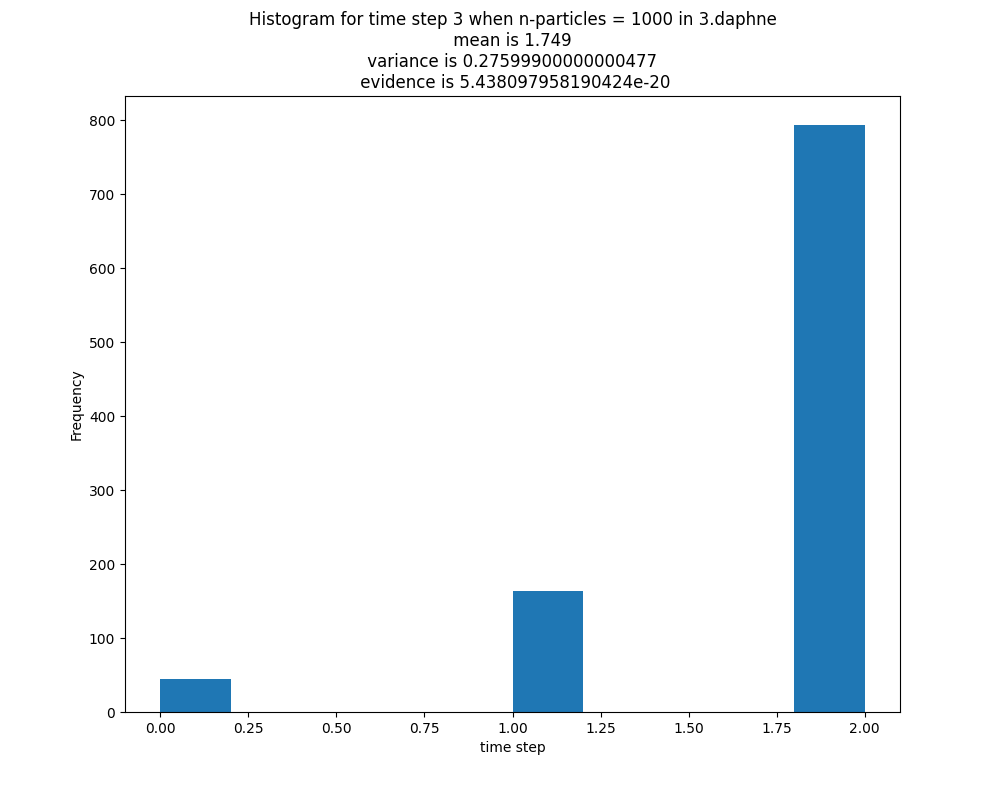 Histogram for time step 3 when n-particles = 1000 in 3.daphne
mean is 1.749
variance is 0.27599900000000477
evidence is 5.438097958190424e-20
800
700
600
500
400
300
200
100
0
Frequency
0.00 0.25 0.50 0.75 1.00 1.25 1.50 1.75 2.00
time step